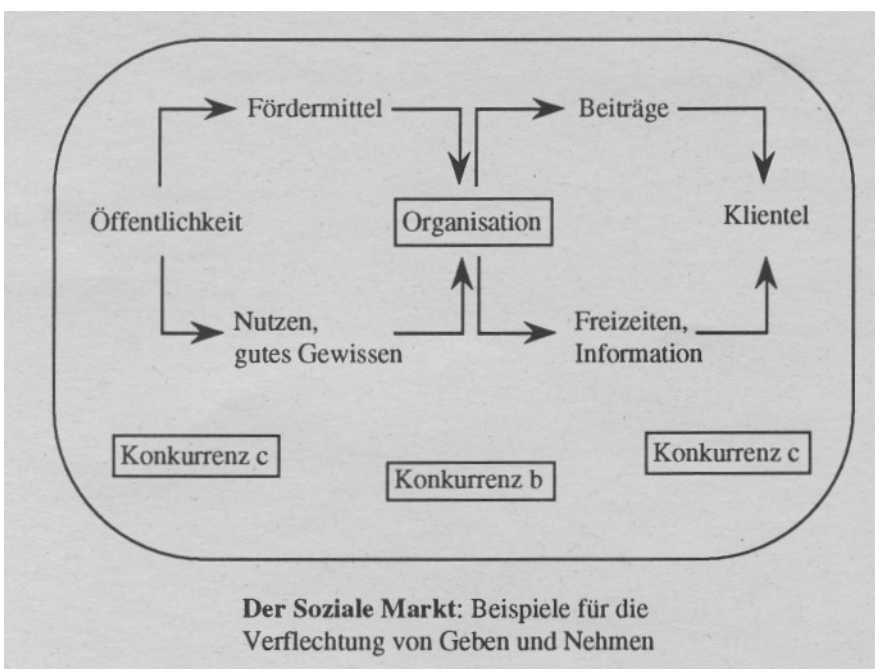 Fördermittel
Beiträge
Öffentlichkeit
Organisation
Klientel
Nutzen,
gutes Gewissen
Freizeiten,
Information
Konkurrenz c
Konkurrenz b
Konkurrenz c
Der Soziale Markt: Beispiele für die
Verflechtung von Geben und Nehmen